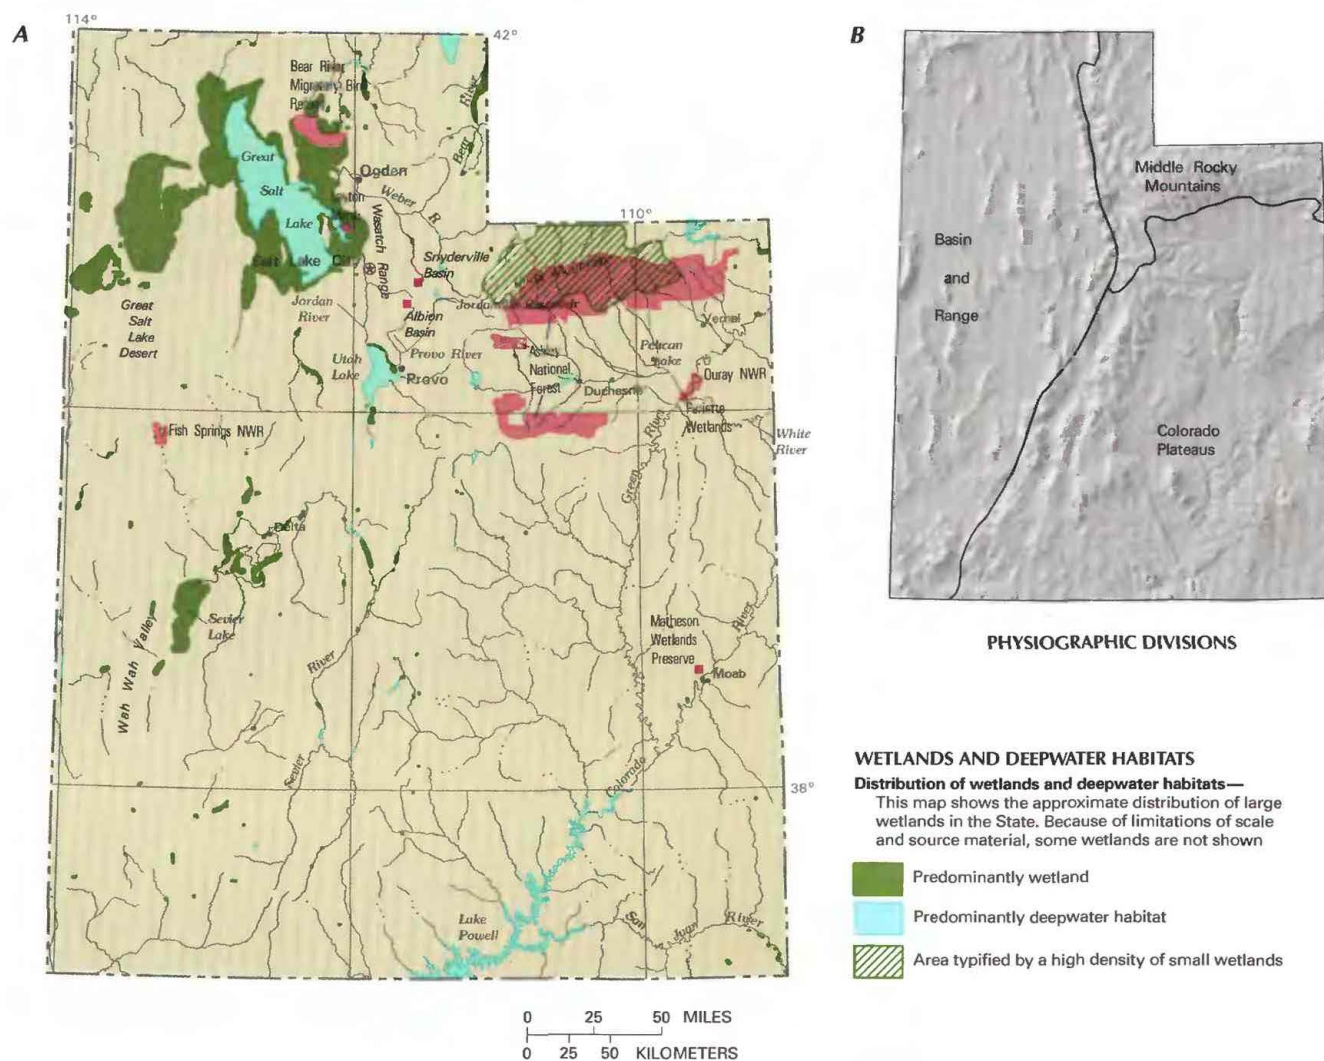 A
114°
42°
Bear River
Migratory Bird
Bear River
Great
Salt
Lake
Ogden
Weber R
Wasatch Range
Salt Lake City
Snyderville
Basin
110°
Great
Salt
Lake
Desert
Jordan
River
Albion
Basin
Vernal
Utah
Lake
Provo River
Provo
Ashley
National
Forest
Pelican
Lake
Ouray NWR
Duchesne
Pariette
Wetlands
White
River
Fish Springs NWR
Green River
Delta
Sevier
Lake
Wah Wah Valley
River
Sevier
Matheson
Wetlands
Preserve
River
Moab
Colorado
38°
Lake
Powell
San Juan River
0 25 50 MILES
0 25 50 KILOMETERS
B
Middle Rocky
Mountains
Basin
and
Range
Colorado
Plateaus
PHYSIOGRAPHIC DIVISIONS
WETLANDS AND DEEPWATER HABITATS
Distribution of wetlands and deepwater habitats—
This map shows the approximate distribution of large
wetlands in the State. Because of limitations of scale
and source material, some wetlands are not shown
Predominantly wetland
Predominantly deepwater habitat
Area typified by a high density of small wetlands